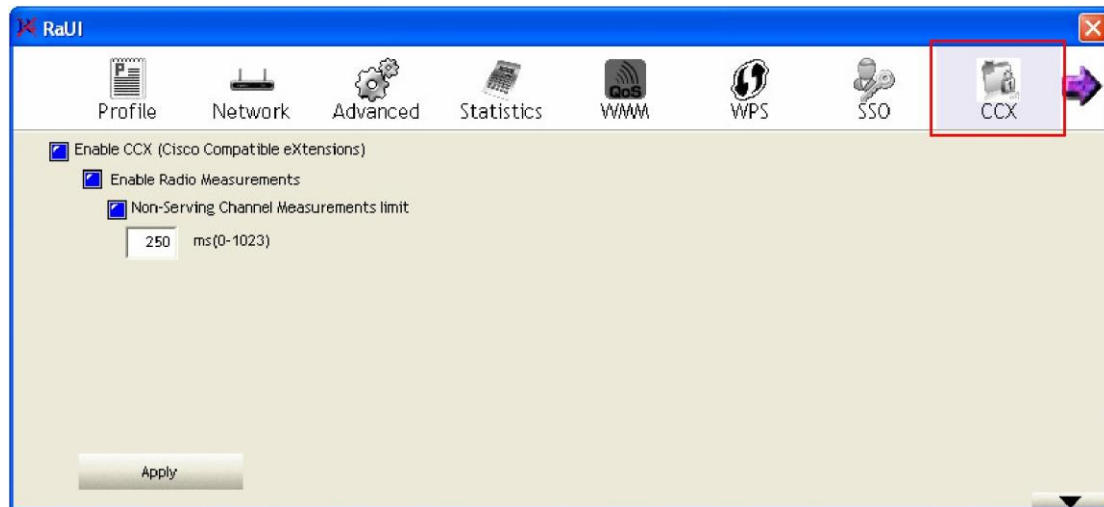 RaUI
Profile Network Advanced Statistics QoS WMM WPS SSO CCX
Enable CCX (Cisco Compatible eXtensions)
Enable Radio Measurements
Non-Serving Channel Measurements limit
250 ms(0-1023)
Apply